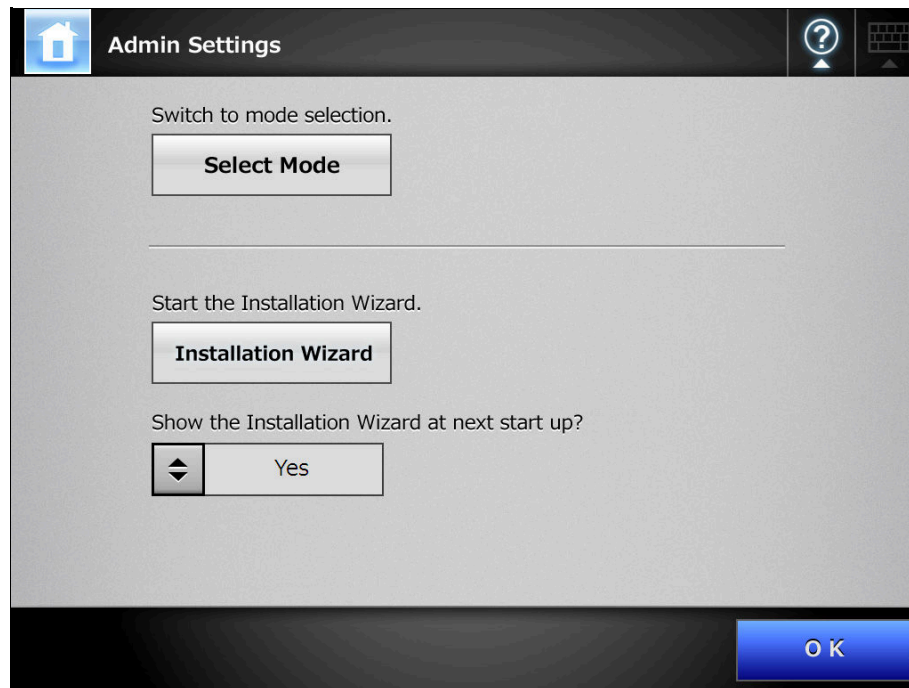 Admin Settings
?
Switch to mode selection.
Select Mode
Start the Installation Wizard.
Installation Wizard
Show the Installation Wizard at next start up?
Yes
OK